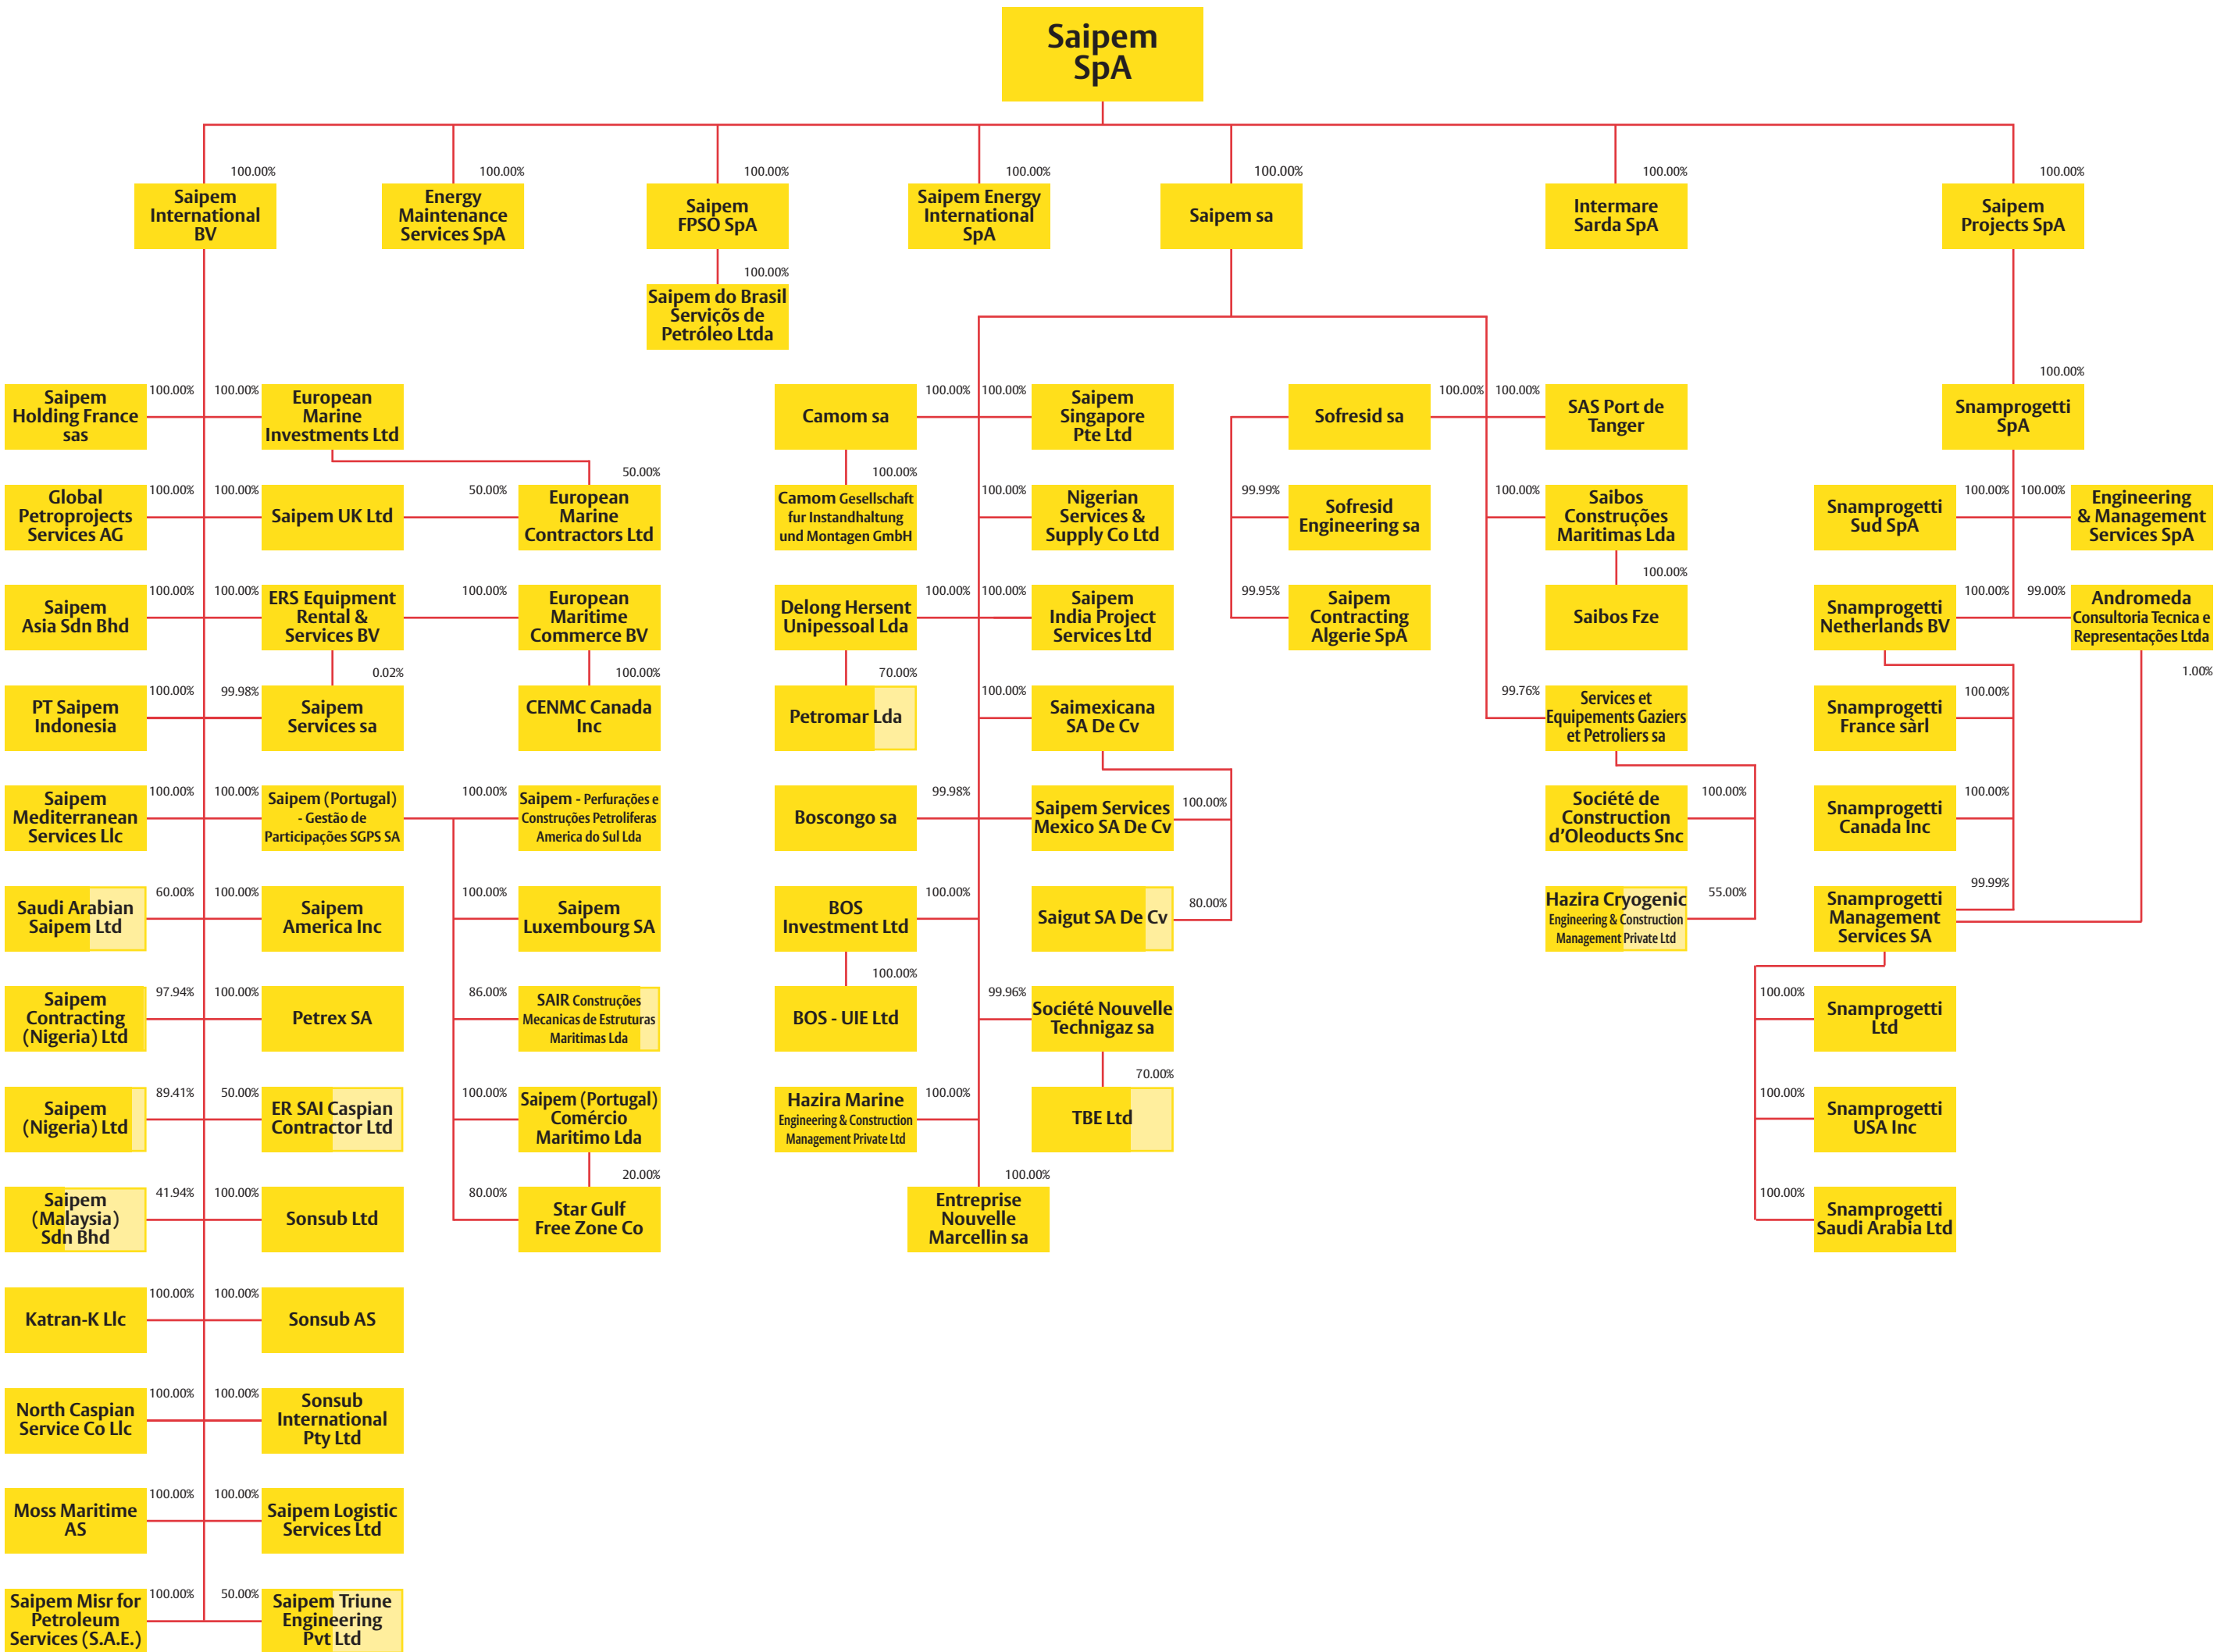 Saipem
SpA
100.00%
100.00%
100.00%
100.00%
100.00%
100.00%
100.00%
Saipem
International
BV
Energy
Maintenance
Services SpA
Saipem
FPSO SpA
Saipem Energy
International
SpA
Saipem sa
Intermare
Sarda SpA
Saipem
Projects SpA
100.00%
Saipem do Brasil
Serviçõs de
Petróleo Ltda
100.00%
Snamprogetti
SpA
Saipem
Holding France
sas
100.00%
100.00%
European
Marine
Investments Ltd
Camom sa
100.00%
100.00%
Saipem
Singapore
Pte Ltd
Sofresid sa
100.00%
100.00%
SAS Port de
Tanger
Global
Petroprojects
Services AG
100.00%
100.00%
Saipem UK Ltd
50.00%
50.00%
European
Marine
Contractors Ltd
100.00%
Camom Gesellschaft
fur Instandhaltung
und Montagen GmbH
100.00%
Nigerian
Services &
Supply Co Ltd
99.99%
Sofresid
Engineering sa
100.00%
Saibos
Construções
Maritimas Lda
Snamprogetti
Sud SpA
100.00%
100.00%
Engineering
& Management
Services SpA
Saipem
Asia Sdn Bhd
100.00%
100.00%
ERS Equipment
Rental &
Services BV
100.00%
European
Maritime
Commerce BV
Delong Hersent
Unipessoal Lda
100.00%
100.00%
Saipem
India Project
Services Ltd
99.95%
Saipem
Contracting
Algerie SpA
100.00%
Saibos Fze
Snamprogetti
Netherlands BV
100.00%
99.00%
Andromeda
Consultoria Tecnica e
Representações Ltda
1.00%
PT Saipem
Indonesia
100.00%
99.98%
0.02%
Saipem
Services sa
100.00%
CENMC Canada
Inc
70.00%
Petromar Lda
100.00%
Saimexicana
SA De Cv
99.76%
Services et
Equipements Gaziers
et Petroliers sa
Snamprogetti
France sàrl
100.00%
Saipem
Mediterranean
Services Llc
100.00%
100.00%
Saipem (Portugal)
- Gestão de
Participações SGPS SA
100.00%
Saipem - Perfurações e
Construções Petroliferas
America do Sul Lda
Boscongo sa
99.98%
Saipem Services
Mexico SA De Cv
100.00%
Société de
Construction
d'Oleoducts Snc
100.00%
Snamprogetti
Canada Inc
100.00%
Saudi Arabian
Saipem Ltd
60.00%
100.00%
Saipem
America Inc
100.00%
Saipem
Luxembourg SA
BOS
Investment Ltd
100.00%
Saigut SA De Cv
80.00%
Hazira Cryogenic
Engineering & Construction
Management Private Ltd
55.00%
Snamprogetti
Management
Services SA
99.99%
Saipem
Contracting
(Nigeria) Ltd
97.94%
100.00%
Petrex SA
86.00%
SAIR Construções
Mecanicas de Estruturas
Maritimas Lda
100.00%
BOS - UIE Ltd
99.96%
Société Nouvelle
Technigaz sa
100.00%
Snamprogetti
Ltd
Saipem
(Nigeria) Ltd
89.41%
50.00%
ER SAI Caspian
Contractor Ltd
100.00%
Saipem (Portugal)
Comércio
Maritimo Lda
Hazira Marine
Engineering & Construction
Management Private Ltd
100.00%
70.00%
TBE Ltd
100.00%
Snamprogetti
USA Inc
Saipem
(Malaysia)
Sdn Bhd
41.94%
100.00%
Sonsub Ltd
80.00%
20.00%
Star Gulf
Free Zone Co
100.00%
Entreprise
Nouvelle
Marcellin sa
100.00%
Snamprogetti
Saudi Arabia Ltd
Katran-K Llc
100.00%
100.00%
Sonsub AS
North Caspian
Service Co Llc
100.00%
100.00%
Sonsub
International
Pty Ltd
Moss Maritime
AS
100.00%
100.00%
Saipem Logistic
Services Ltd
Saipem Misr for
Petroleum
Services (S.A.E.)
100.00%
50.00%
Saipem Triune
Engineering
Pvt Ltd